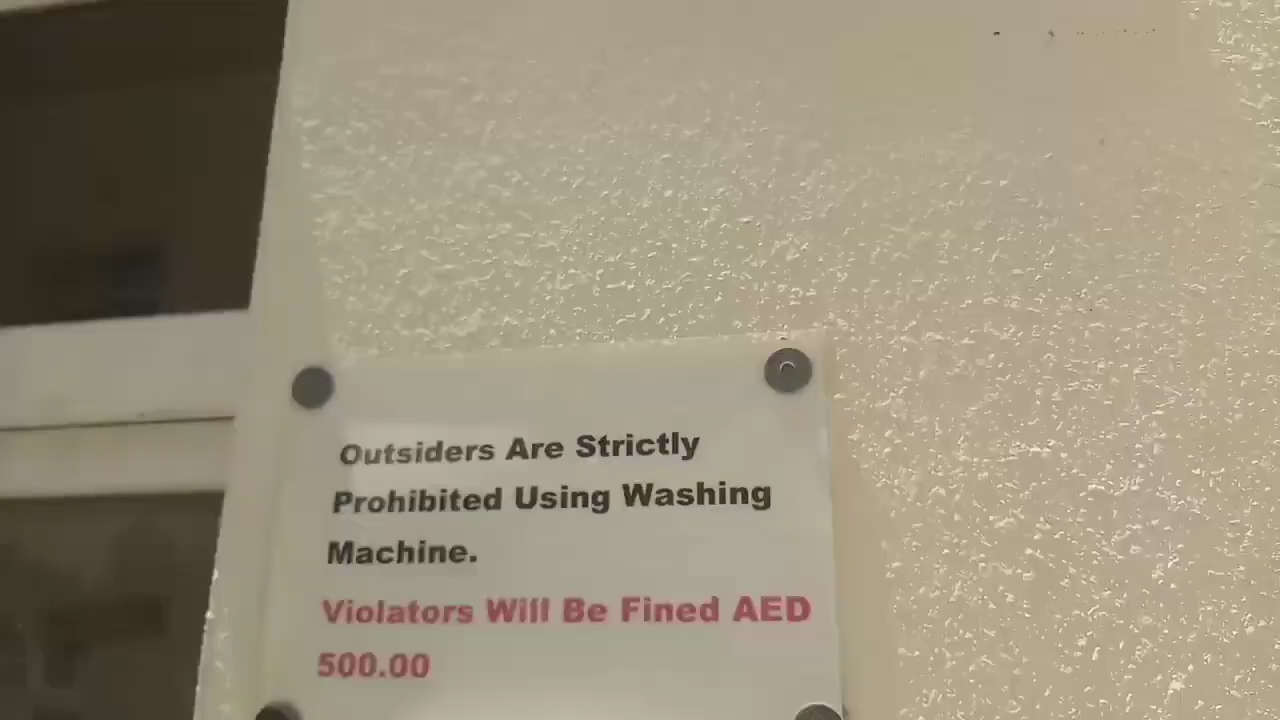 Outsiders Are Strictly
Prohibited Using Washing
Machine.
Violators Will Be Fined AED
500.00